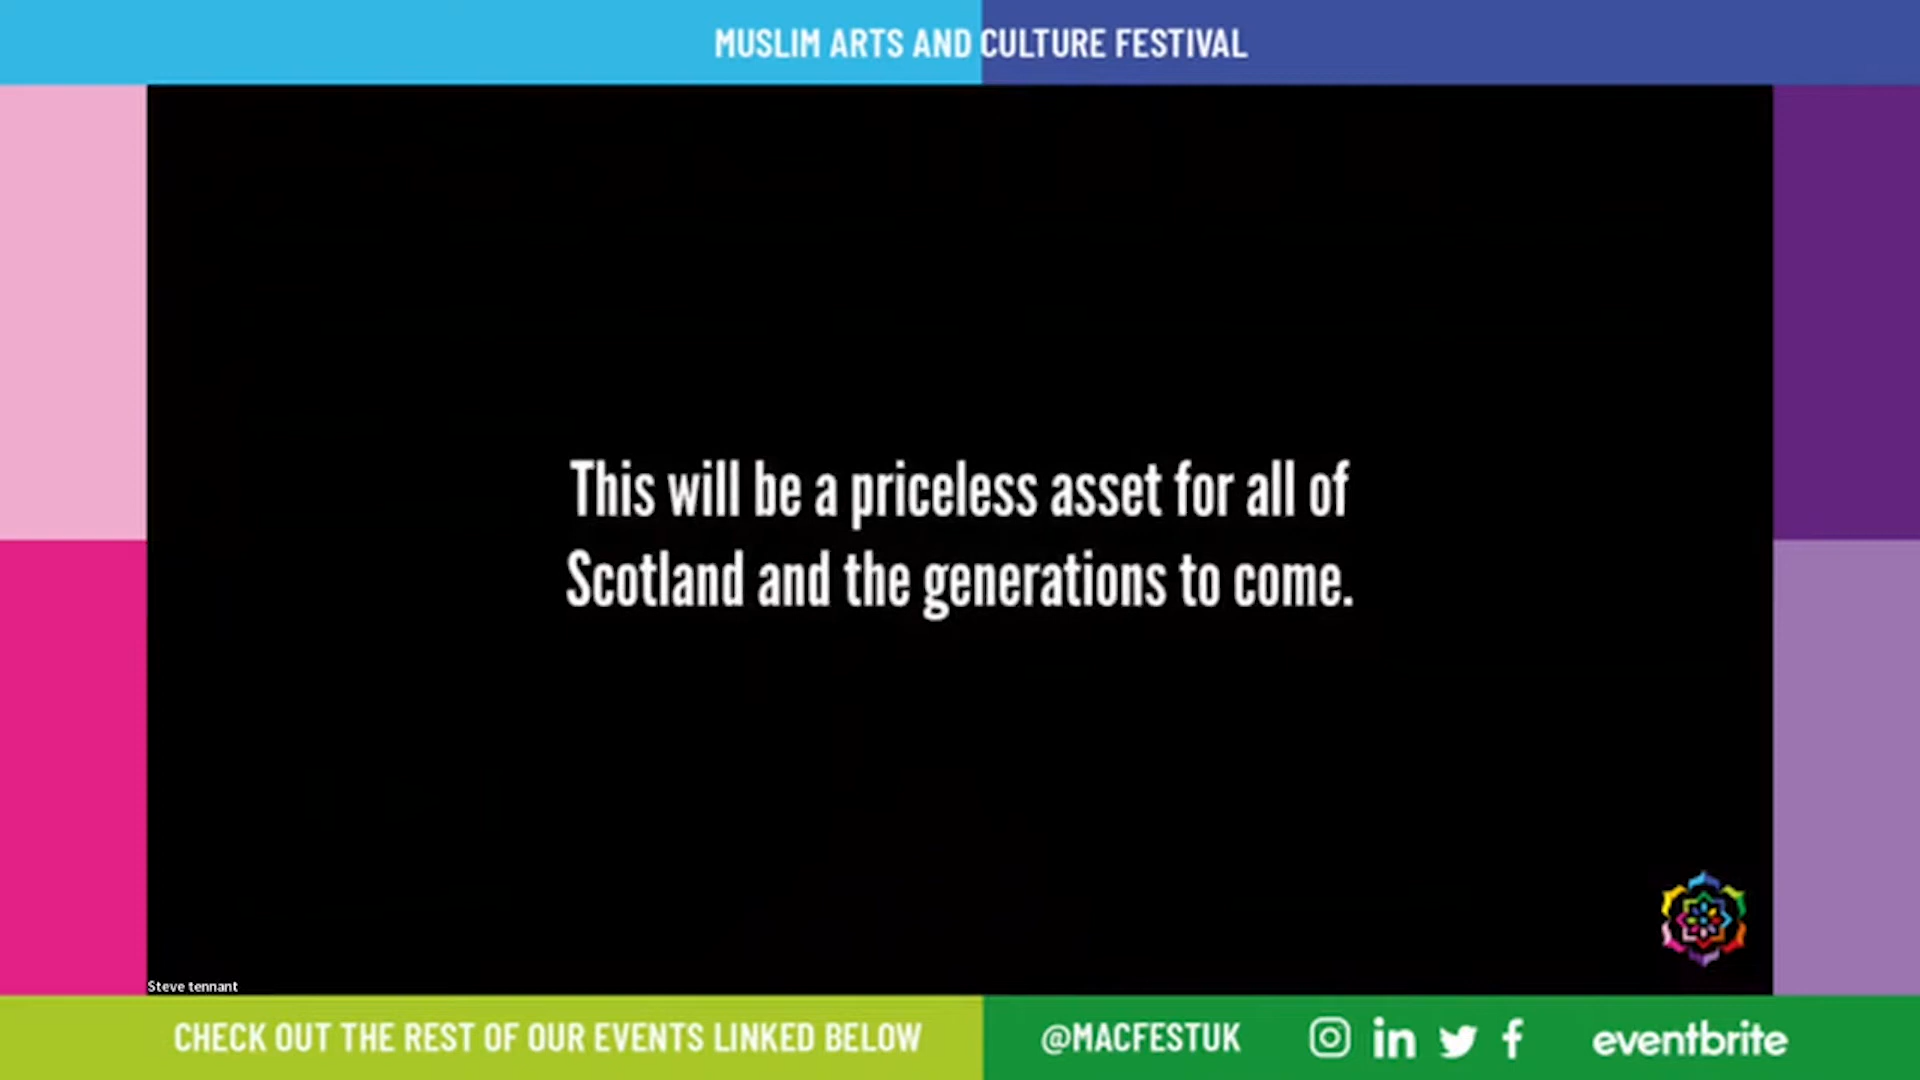 MUSLIM ARTS AND CULTURE FESTIVAL
This will be a priceless asset for all of
Scotland and the generations to come.
Steve tennant
CHECK OUT THE REST OF OUR EVENTS LINKED BELOW
@MACFESTUK
eventbrite